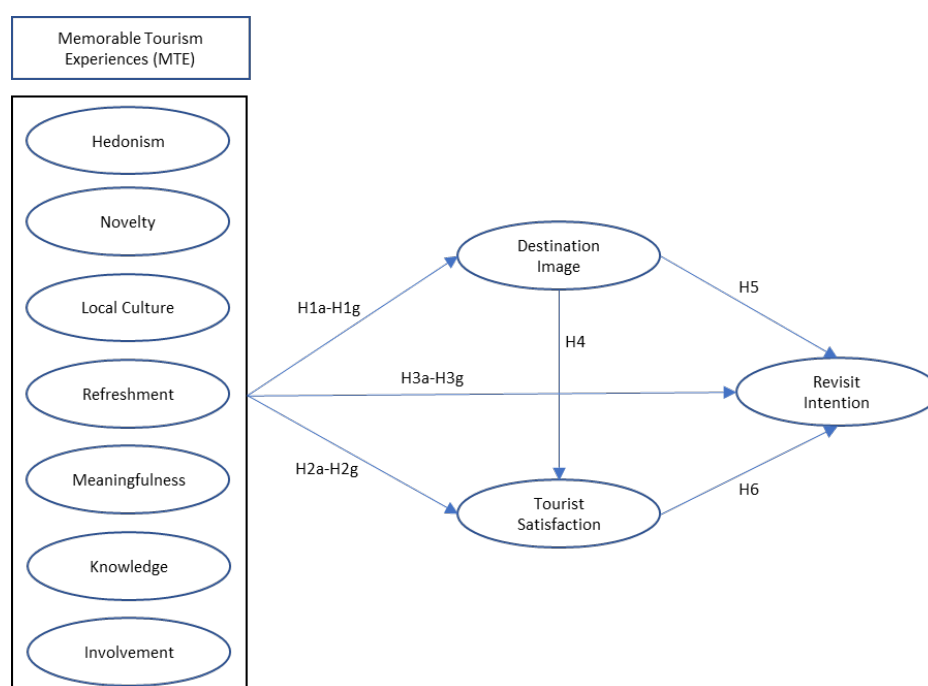 Memorable Tourism
Experiences (MTE)
Hedonism
Novelty
Local Culture
Refreshment
Meaningfulness
Knowledge
Involvement
H1a-H1g
H3a-H3g
H2a-H2g
Destination
Image
H4
Tourist
Satisfaction
H5
H6
Revisit
Intention